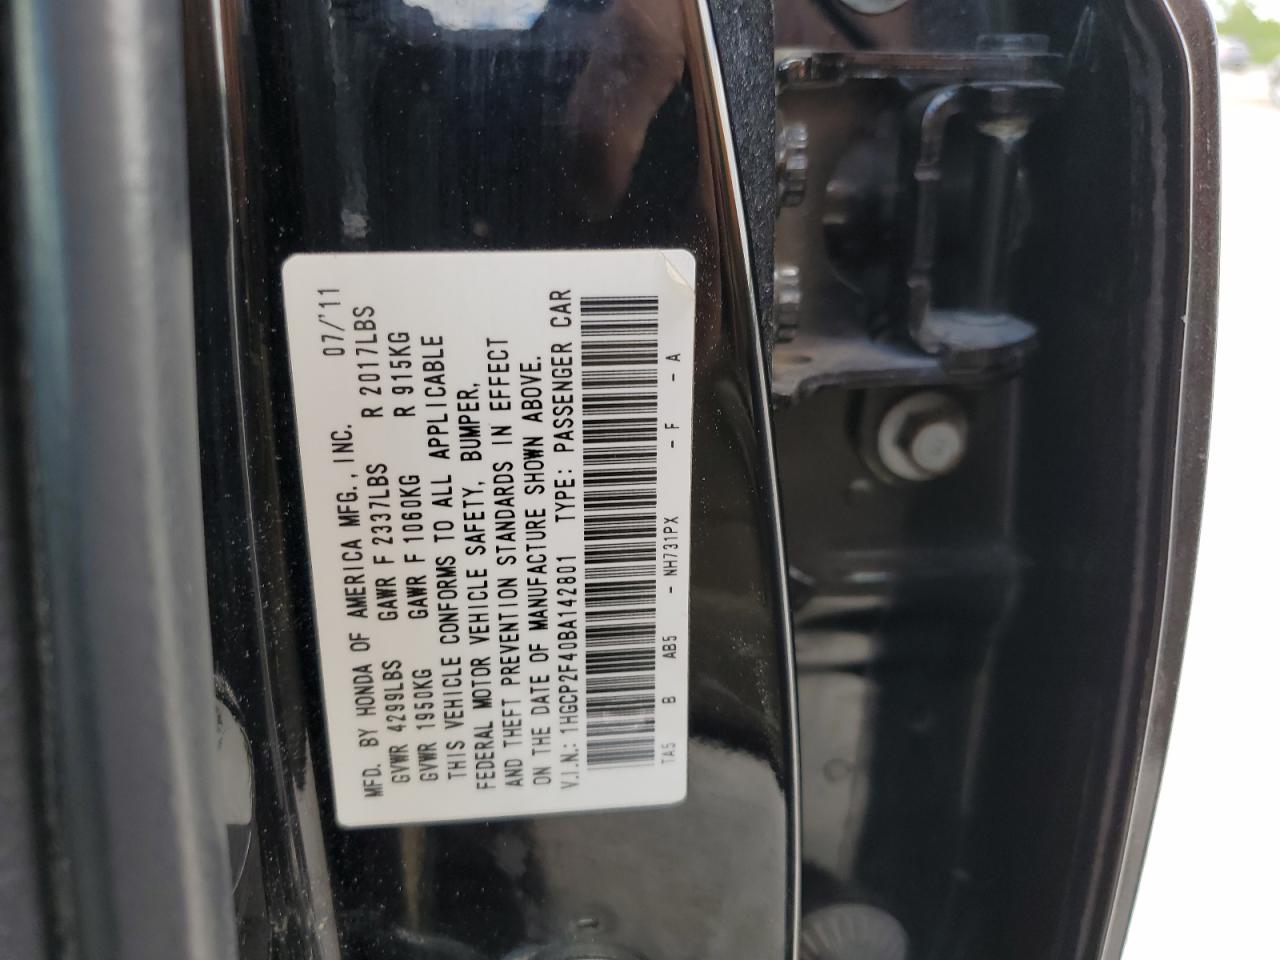 MFD. BY HONDA OF AMERICA MFG., INC. 07/'11
GVWR 4299LBS GAWR F 2337LBS R 2017LBS
GVWR 1950KG GAWR F 1060KG R 915KG
THIS VEHICLE CONFORMS TO ALL APPLICABLE
FEDERAL MOTOR VEHICLE SAFETY, BUMPER,
AND THEFT PREVENTION STANDARDS IN EFFECT
ON THE DATE OF MANUFACTURE SHOWN ABOVE.
V.I.N.: 1HGCP2F40BA142801 TYPE: PASSENGER CAR
TA5 B AB5 - NH731PX - F - A